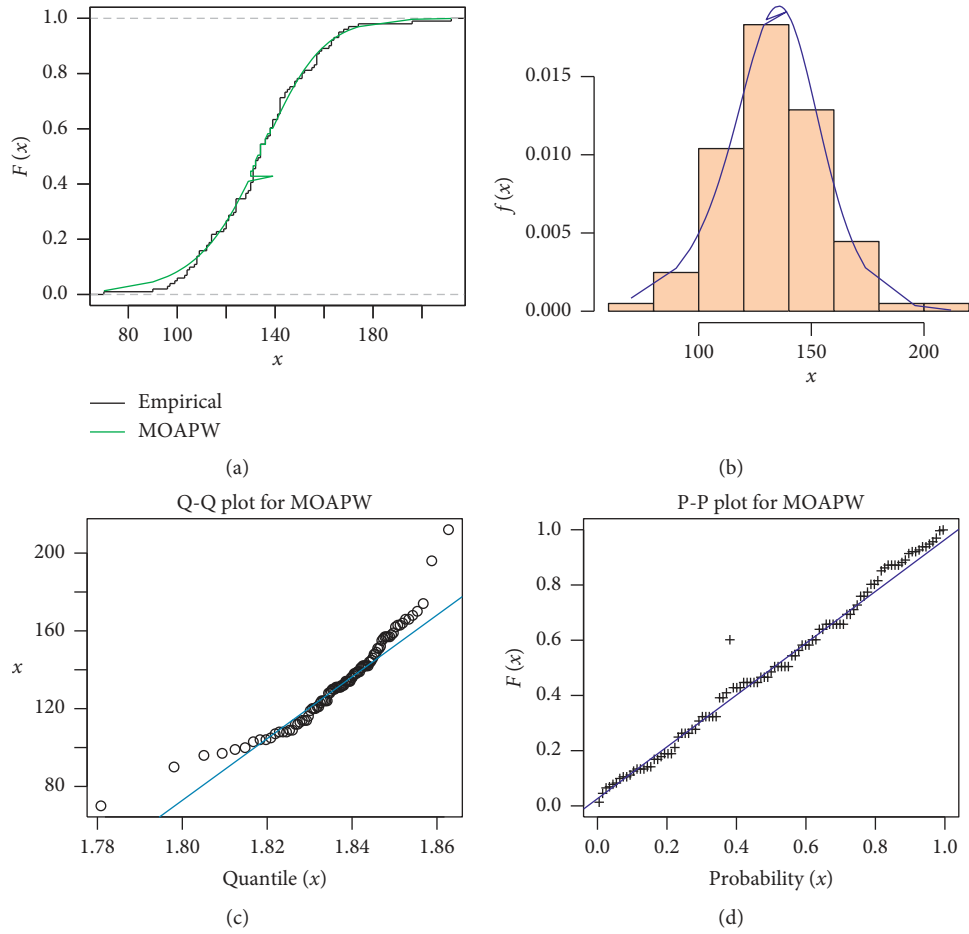 1.0
0.8
0.6
0.4
0.2
0.0
F (x)
80 100 140 180
x
Empirical
MOAPW
(a)
0.015
0.010
0.005
0.000
f (x)
100 150 200
x
(b)
Q-Q plot for MOAPW
200
160
120
80
x
1.78 1.80 1.82 1.84 1.86
Quantile (x)
(c)
P-P plot for MOAPW
1.0
0.8
0.6
0.4
0.2
0.0
F (x)
0.0 0.2 0.4 0.6 0.8 1.0
Probability (x)
(d)